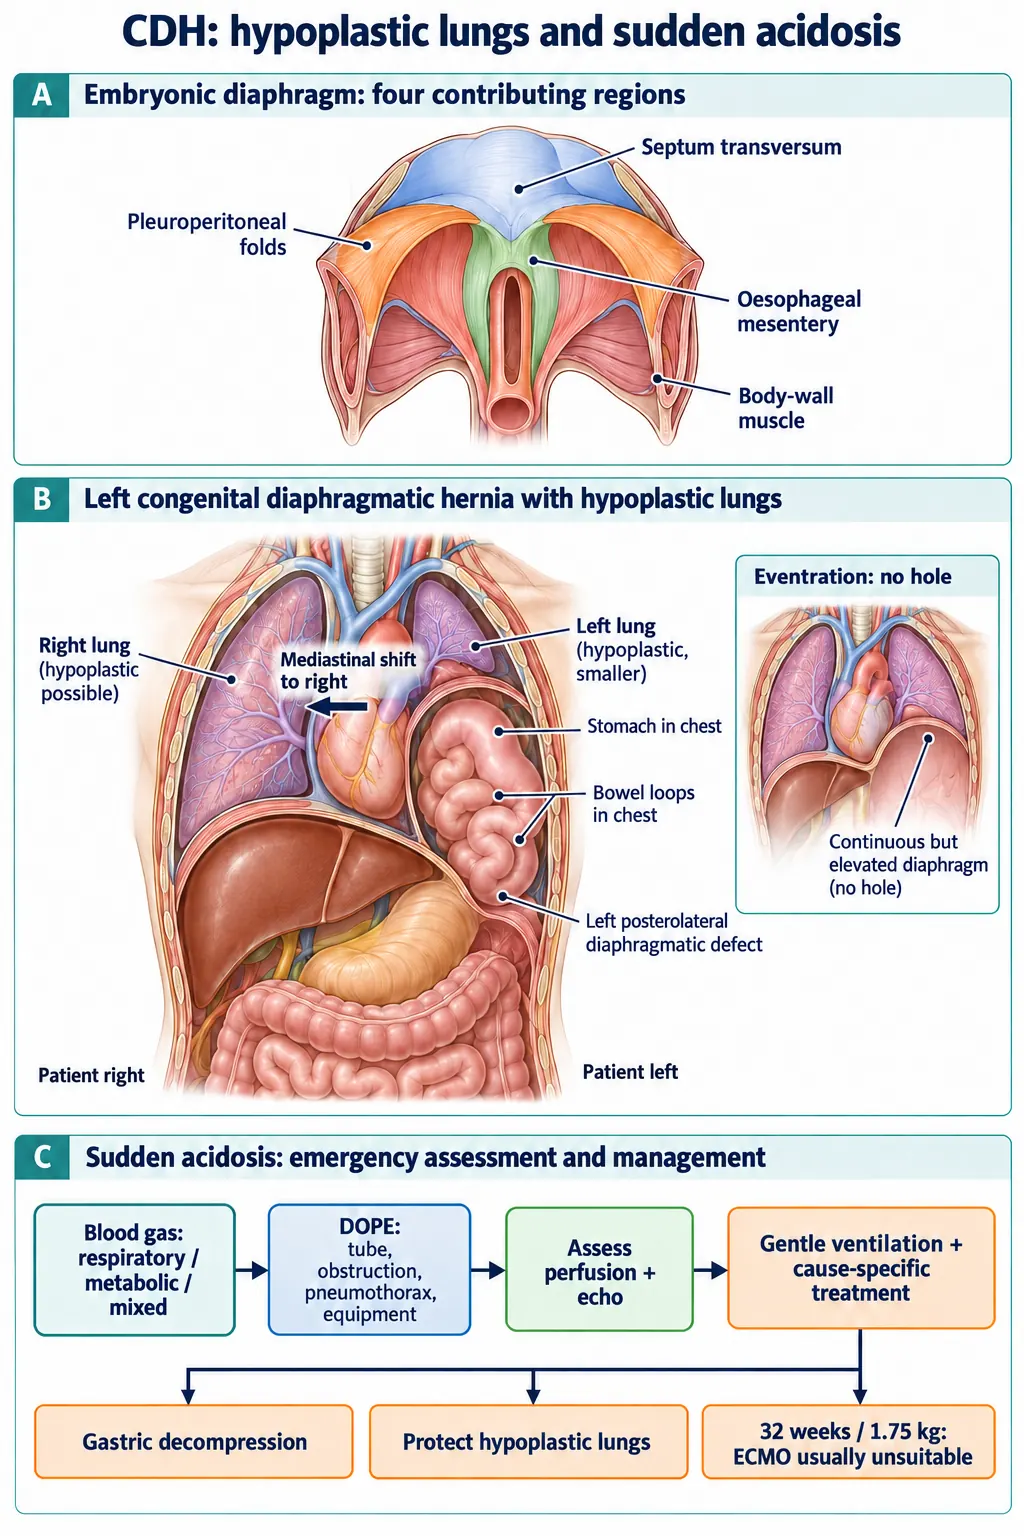 CDH: hypoplastic lungs and sudden acidosis
A
Embryonic diaphragm: four contributing regions
Septum transversum
Pleuroperitoneal
folds
Oesophageal
mesentery
Body-wall
muscle
B
Left congenital diaphragmatic hernia with hypoplastic lungs
Right lung
(hypoplastic
possible)
Mediastinal shift
to right
Left lung
(hypoplastic,
smaller)
Stomach in chest
Bowel loops
in chest
Left posterolateral
diaphragmatic defect
Patient right
Patient left
Eventration: no hole
Continuous but
elevated diaphragm
(no hole)
C
Sudden acidosis: emergency assessment and management
Blood gas:
respiratory /
metabolic /
mixed
DOPE:
tube,
obstruction,
pneumothorax,
equipment
Assess
perfusion +
echo
Gentle ventilation +
cause-specific
treatment
Gastric decompression
Protect hypoplastic lungs
32 weeks / 1.75 kg:
ECMO usually unsuitable